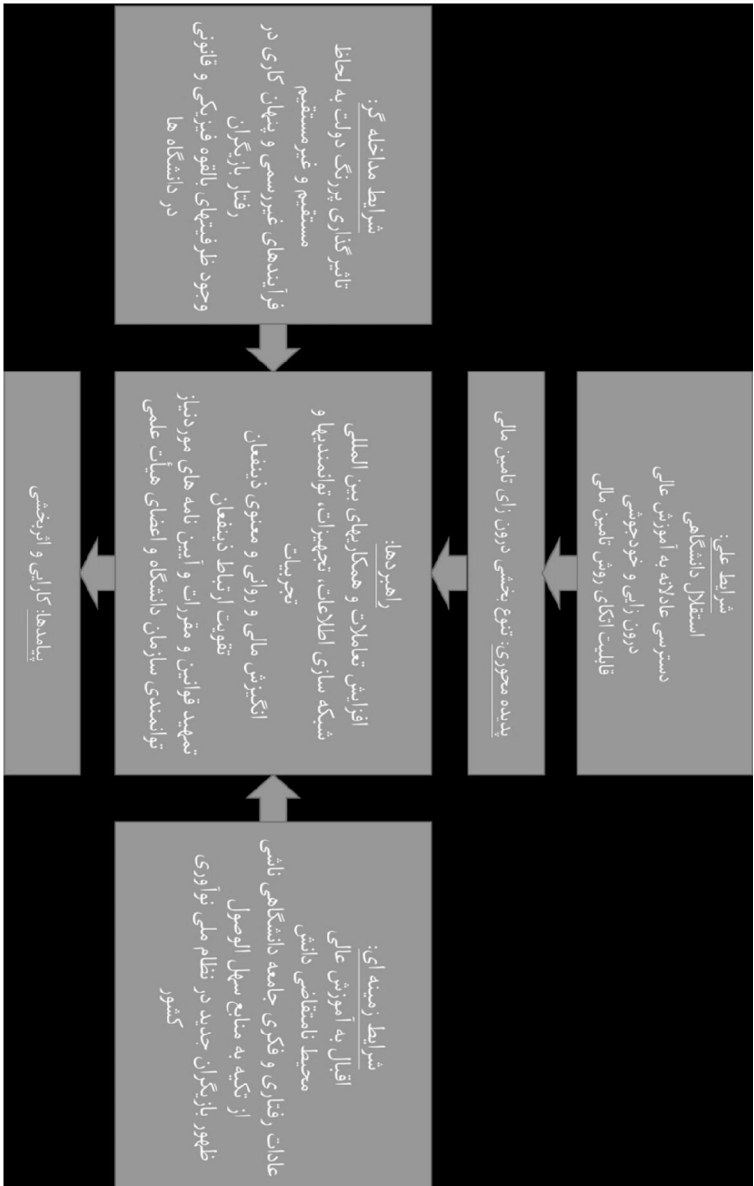 شرایط علی:
استقلال دانشگاهی
دسترسی عادلانه به آموزش عالی
درون زایی و خودجوشی
قابلیت اتکای روش تامین مالی
پدیده محوری: تنوع بخشی درون زای تامین مالی
شرایط مداخله گر:
تاثیرگذاری پررنگ دولت به لحاظ
مستقیم و غیرمستقیم
فرآیندهای غیررسمی و پنهان کاری در
رفتار بازیگران
وجود ظرفیتهای بالقوه فیزیکی و قانونی
در دانشگاه ها
راهبردها:
افزایش تعاملات و همکاریهای بین المللی
شبکه سازی اطلاعات، تجهیزات، توانمندیها و
تجربیات
انگیزش مالی و روانی و معنوی ذینفعان
تقویت ارتباط ذینفعان
تمهید قوانین و مقررات و آیین نامه های موردنیاز
توانمندی سازمان دانشگاه و اعضای هیأت علمی
شرایط زمینه ای:
اقبال به آموزش عالی
محیط نامتقاضی دانش
عادات رفتاری و فکری جامعه دانشگاهی ناشی
از تکیه به منابع سهل الوصول
ظهور بازیگران جدید در نظام ملی نوآوری
کشور
پیامدها: کارایی و اثربخشی